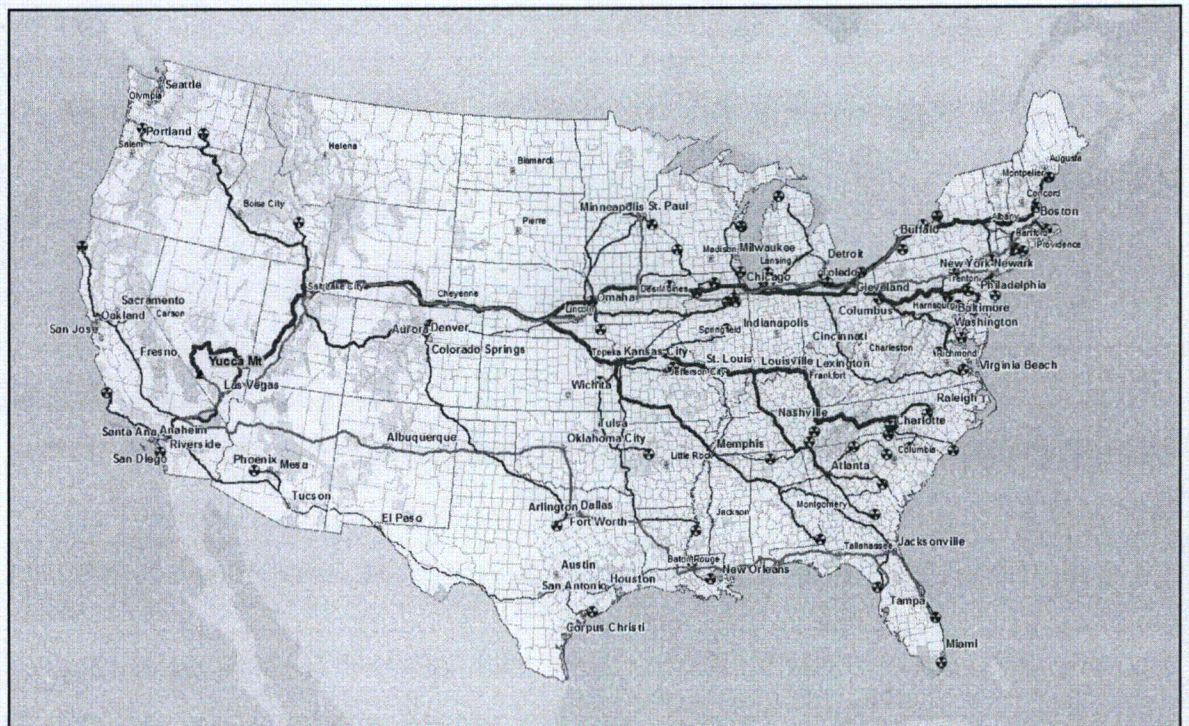 Seattle
Olympia
Portland
Salem
Helena
Bismarck
Augusta
Montpelier
Concord
Boise City
Pierre
Minneapolis St. Paul
Albany
Boston
Buffalo
Hartford
Providence
Madison
Milwaukee
Lansing
Detroit
Salt Lake City
Cheyenne
Omaha
Des Moines
Chicago
Toledo
Cleveland
New York
Newark
Trenton
Philadelphia
Sacramento
Carson
Oakland
San Jose
Lincoln
Columbus
Harrisburg
Baltimore
Washington
Aurora
Denver
Springfield
Indianapolis
Cincinnati
Fresno
Yucca Mt
Colorado Springs
Topeka
Kansas City
St. Louis
Louisville
Lexington
Charleston
Richmond
Virginia Beach
Jefferson City
Frankfort
Las Vegas
Wichita
Raleigh
Nashville
Charlotte
Santa Ana
Anaheim
Riverside
Albuquerque
Tulsa
Oklahoma City
Memphis
Little Rock
Columbia
San Diego
Phoenix
Mesa
Atlanta
Tucson
El Paso
Arlington
Dallas
Fort Worth
Jackson
Montgomery
Tallahassee
Jacksonville
Austin
Baton Rouge
New Orleans
San Antonio
Houston
Tampa
Corpus Christi
Miami